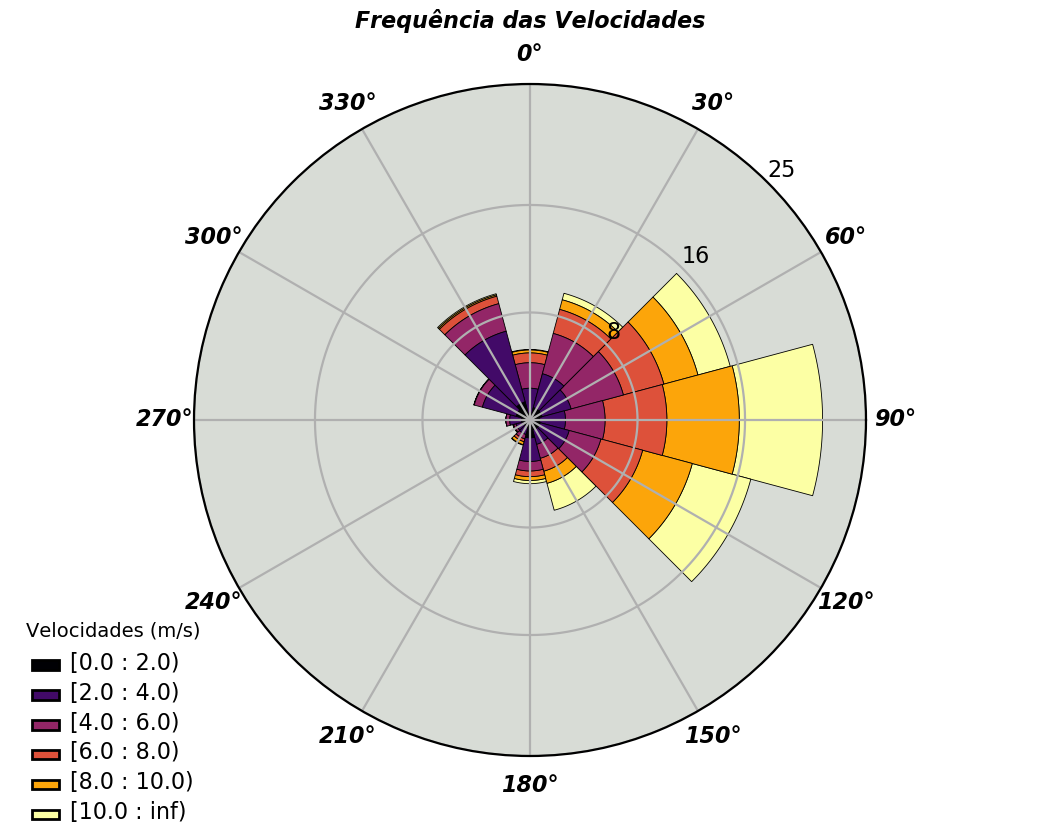 Frequência das Velocidades
0°
330°
30°
25
300°
60°
16
8
270°
90°
240°
120°
210°
150°
180°
Velocidades (m/s)
[0.0 : 2.0)
[2.0 : 4.0)
[4.0 : 6.0)
[6.0 : 8.0)
[8.0 : 10.0)
[10.0 : inf)